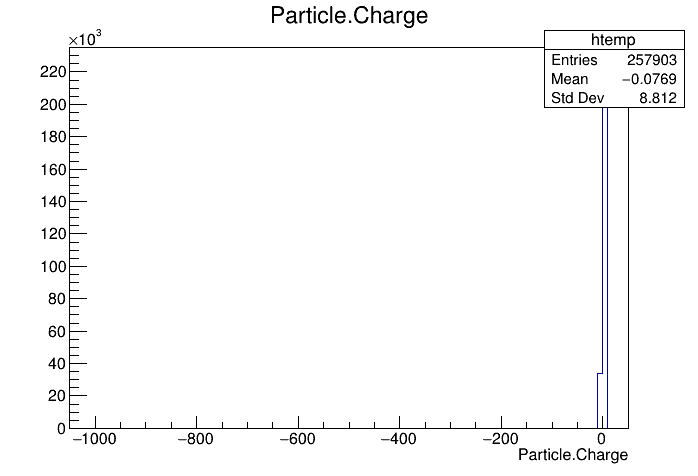 Particle.Charge
×10³
htemp
Entries 257903
Mean −0.0769
Std Dev 8.812
220
200
180
160
140
120
100
80
60
40
20
0
−1000 −800 −600 −400 −200 0
Particle.Charge